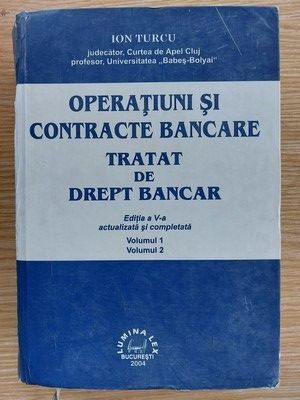 ION TURCU
judecător, Curtea de Apel Cluj
profesor, Universitatea „Babeş-Bolyai"
OPERAŢIUNI ŞI
CONTRACTE BANCARE
TRATAT
DE
DREPT BANCAR
Ediţia a V-a
actualizată şi completată
Volumul 1
Volumul 2
LUMINA LEX
BUCUREŞTI
2004